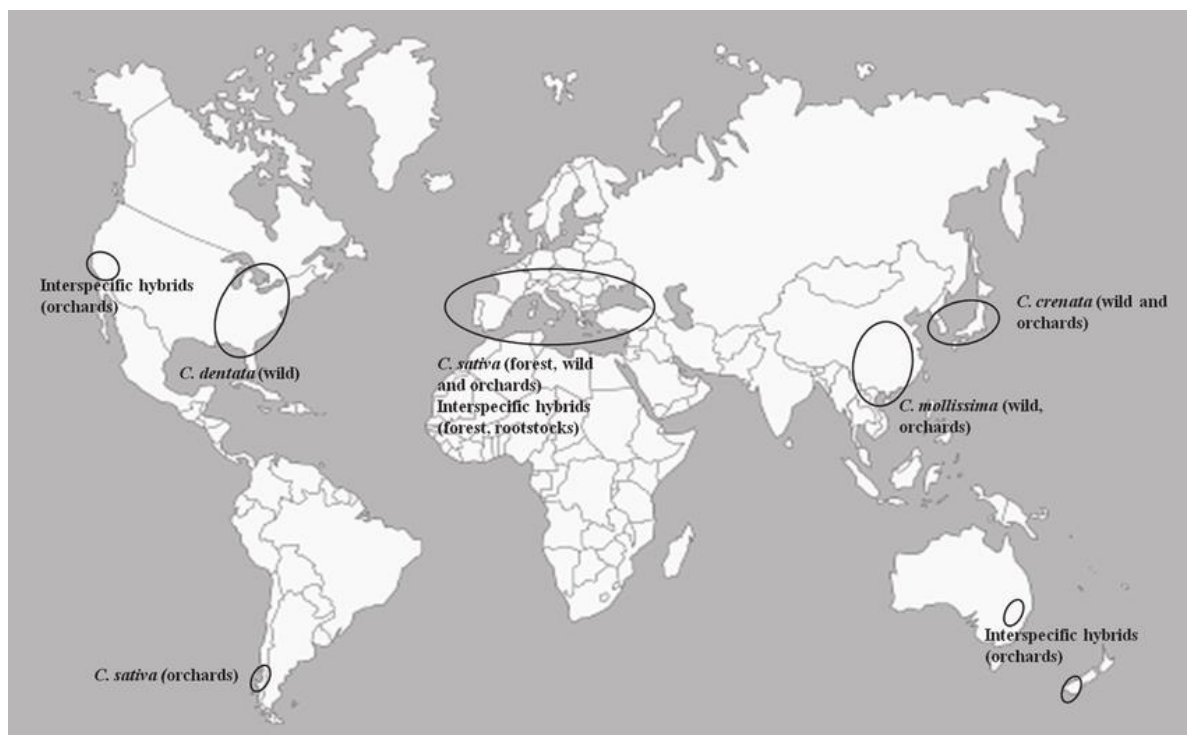 Interspecific hybrids
(orchards)
C. dentata (wild)
C. sativa (forest, wild
and orchards)
Interspecific hybrids
(forest, rootstocks)
C. crenata (wild and
orchards)
C. mollissima (wild,
orchards)
C. sativa (orchards)
Interspecific hybrids
(orchards)